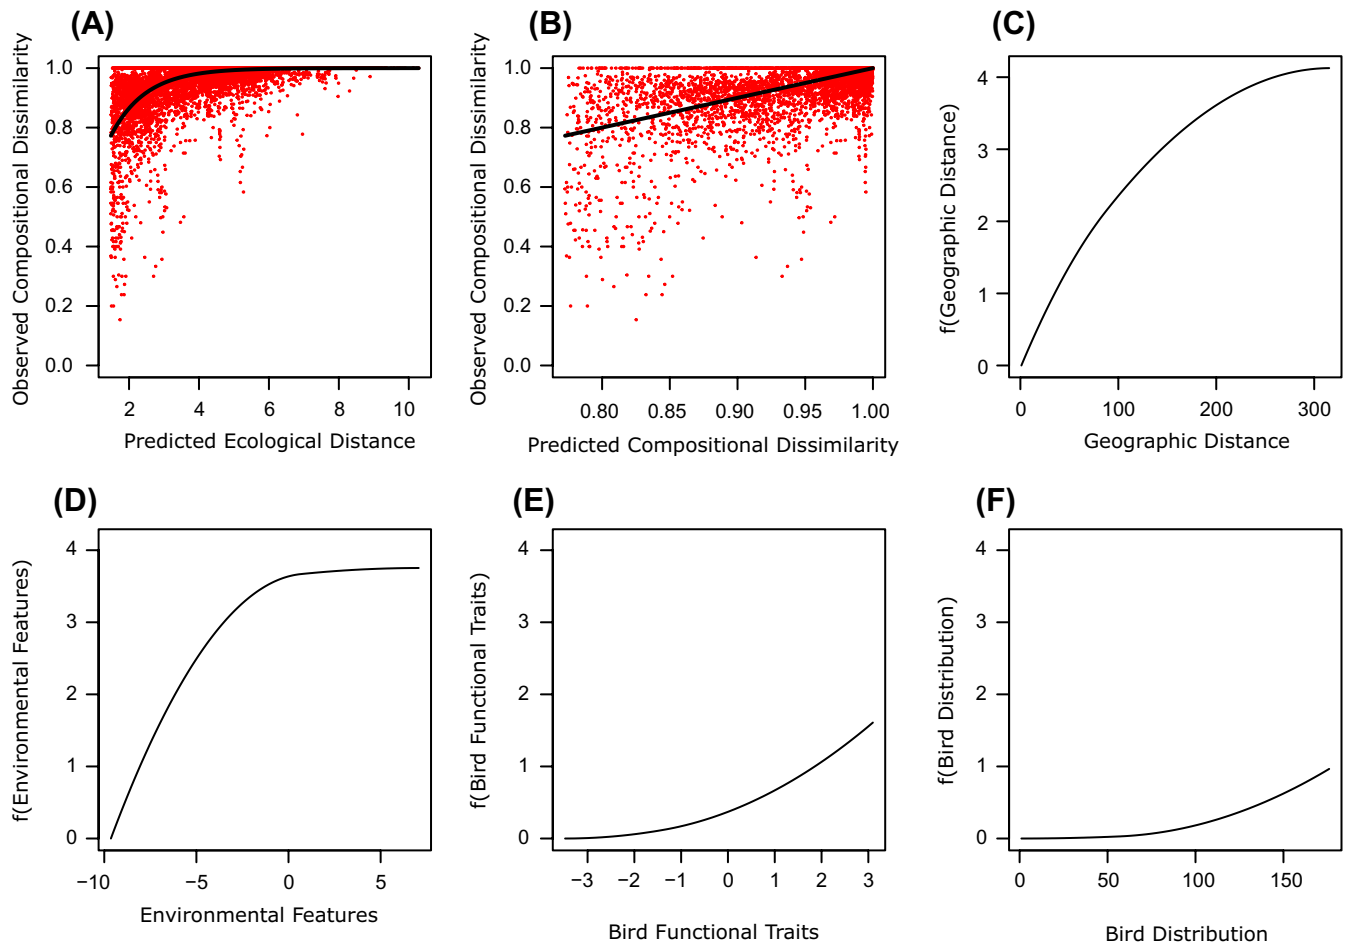 (A)
Observed Compositional Dissimilarity
1.0
0.8
0.6
0.4
0.2
0.0
2 4 6 8 10
Predicted Ecological Distance
(B)
Observed Compositional Dissimilarity
1.0
0.8
0.6
0.4
0.2
0.0
0.80 0.85 0.90 0.95 1.00
Predicted Compositional Dissimilarity
(C)
f(Geographic Distance)
4
3
2
1
0
0 100 200 300
Geographic Distance
(D)
f(Environmental Features)
4
3
2
1
0
−10 −5 0 5
Environmental Features
(E)
f(Bird Functional Traits)
4
3
2
1
0
−3 −2 −1 0 1 2 3
Bird Functional Traits
(F)
f(Bird Distribution)
4
3
2
1
0
0 50 100 150
Bird Distribution